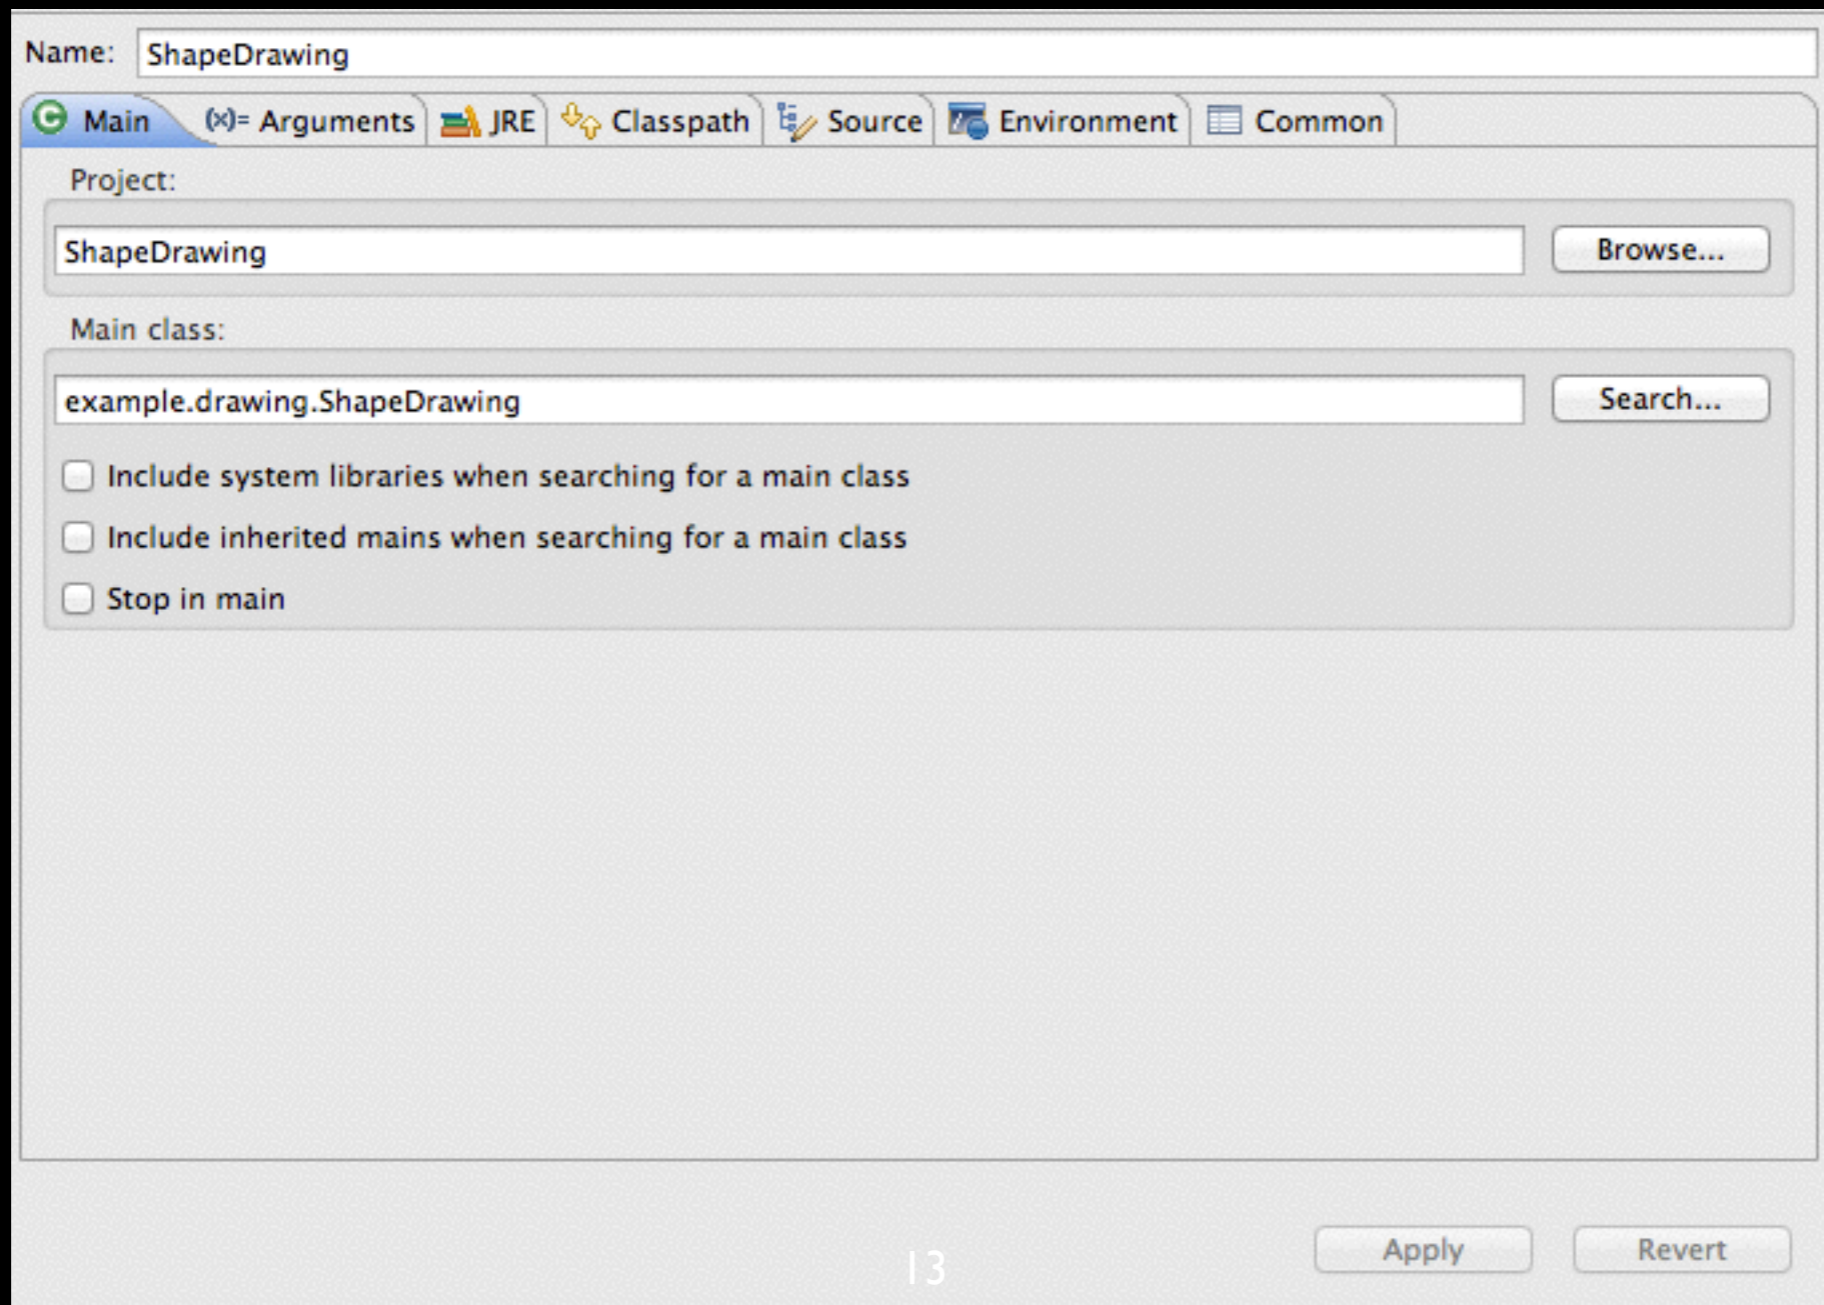 Name: ShapeDrawing
Main (x)= Arguments JRE Classpath Source Environment Common
Project:
ShapeDrawing Browse...
Main class:
example.drawing.ShapeDrawing Search...
Include system libraries when searching for a main class
Include inherited mains when searching for a main class
Stop in main
Apply Revert
13